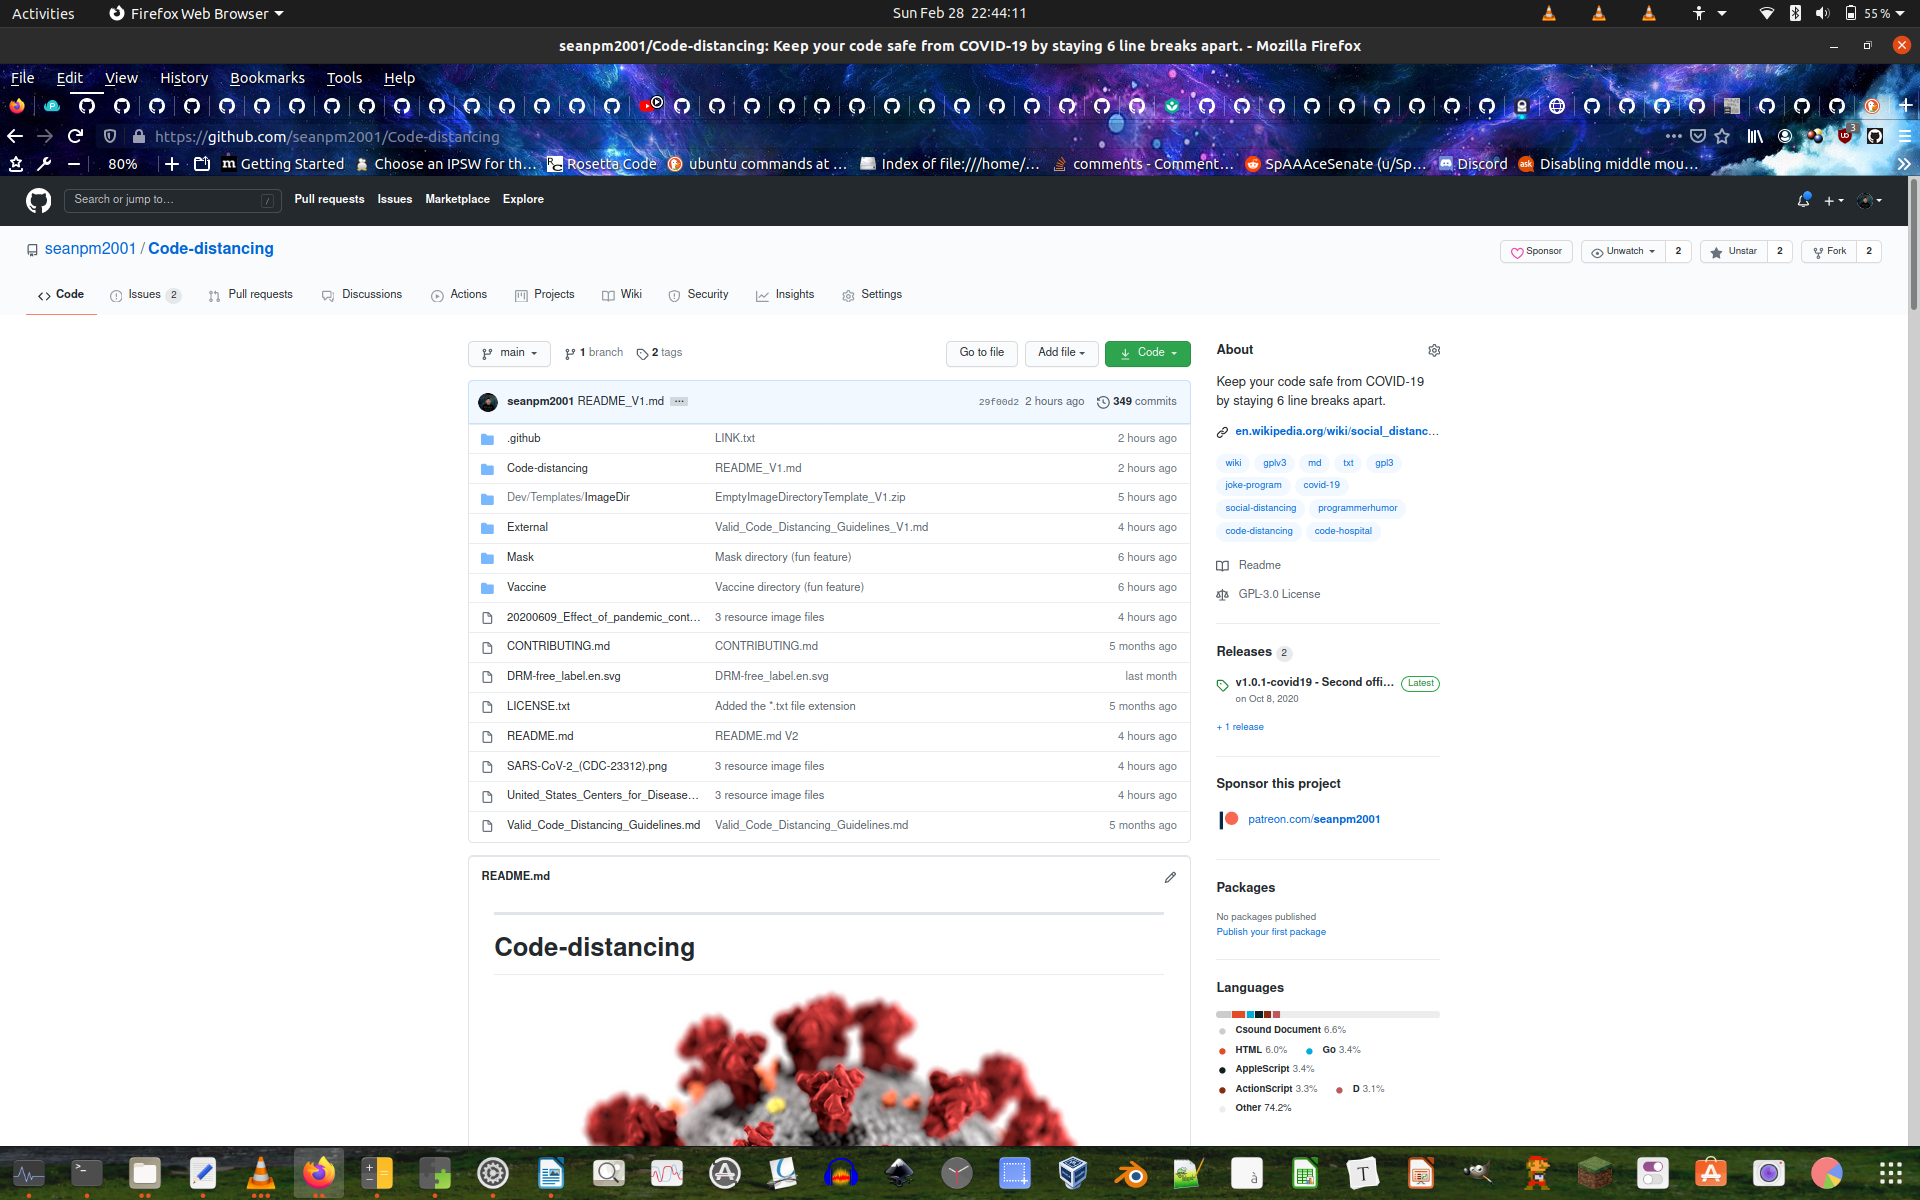 Activities Firefox Web Browser Sun Feb 28 22:44:11 55 %
seanpm2001/Code-distancing: Keep your code safe from COVID-19 by staying 6 line breaks apart. - Mozilla Firefox
File Edit View History Bookmarks Tools Help
https://github.com/seanpm2001/Code-distancing 3
80% Getting Started Choose an IPSW for th… Rosetta Code ubuntu commands at … Index of file:///home/… comments - Comment… SpAAAceSenate (u/Sp… Discord Disabling middle mou…
Search or jump to… / Pull requests Issues Marketplace Explore
seanpm2001 / Code-distancing Sponsor Unwatch 2 Unstar 2 Fork 2
Code Issues 2 Pull requests Discussions Actions Projects Wiki Security Insights Settings
main 1 branch 2 tags Go to file Add file Code
seanpm2001 README_V1.md 29f00d2 2 hours ago 349 commits
.github LINK.txt 2 hours ago
Code-distancing README_V1.md 2 hours ago
Dev/Templates/ImageDir EmptyImageDirectoryTemplate_V1.zip 5 hours ago
External Valid_Code_Distancing_Guidelines_V1.md 4 hours ago
Mask Mask directory (fun feature) 6 hours ago
Vaccine Vaccine directory (fun feature) 6 hours ago
20200609_Effect_of_pandemic_cont… 3 resource image files 4 hours ago
CONTRIBUTING.md CONTRIBUTING.md 5 months ago
DRM-free_label.en.svg DRM-free_label.en.svg last month
LICENSE.txt Added the *.txt file extension 5 months ago
README.md README.md V2 4 hours ago
SARS-CoV-2_(CDC-23312).png 3 resource image files 4 hours ago
United_States_Centers_for_Disease… 3 resource image files 4 hours ago
Valid_Code_Distancing_Guidelines.md Valid_Code_Distancing_Guidelines.md 5 months ago
README.md
Code-distancing
About
Keep your code safe from COVID-19
by staying 6 line breaks apart.
en.wikipedia.org/wiki/social_distanc…
wiki gplv3 md txt gpl3
joke-program covid-19
social-distancing programmerhumor
code-distancing code-hospital
Readme
GPL-3.0 License
Releases 2
v1.0.1-covid19 - Second offi… Latest
on Oct 8, 2020
+ 1 release
Sponsor this project
patreon.com/seanpm2001
Packages
No packages published
Publish your first package
Languages
Csound Document 6.6%
HTML 6.0% Go 3.4%
AppleScript 3.4%
ActionScript 3.3% D 3.1%
Other 74.2%